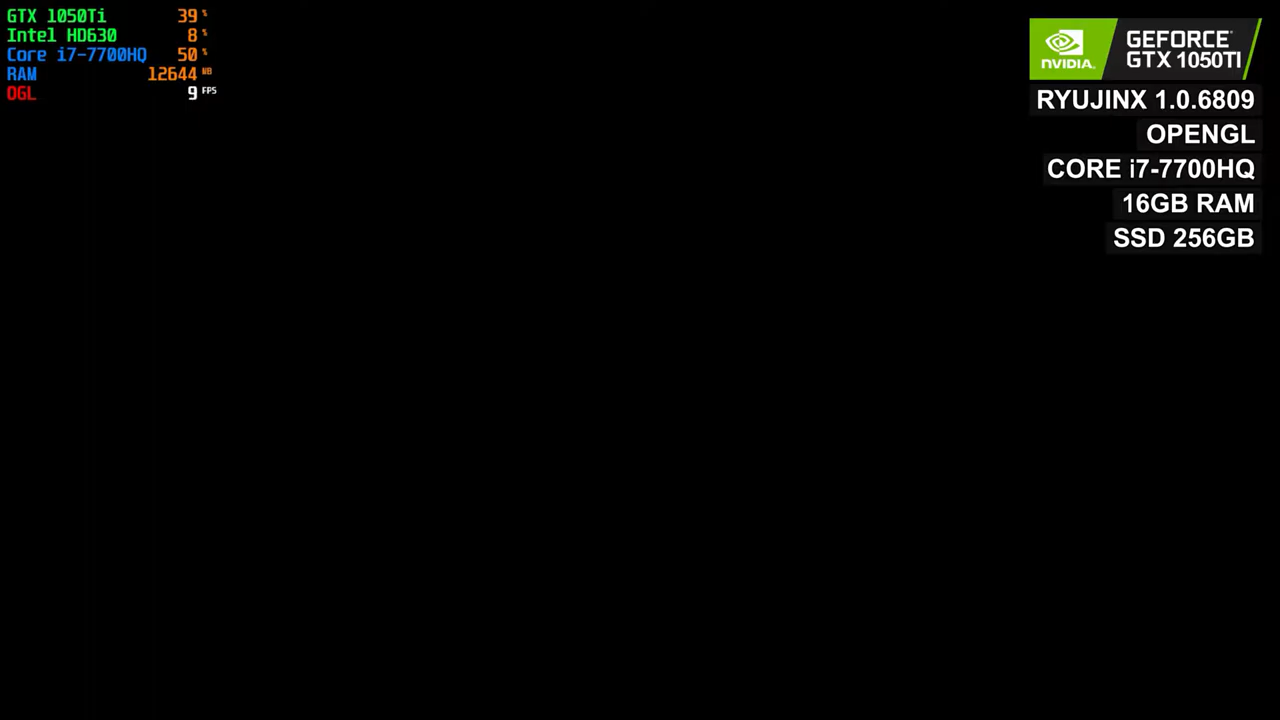 GTX 1050Ti 39 %
Intel HD630 8 %
Core i7-7700HQ 50 %
RAM 12644 MB
OGL 9 FPS
NVIDIA.
GEFORCE
GTX 1050TI
RYUJINX 1.0.6809
OPENGL
CORE i7-7700HQ
16GB RAM
SSD 256GB